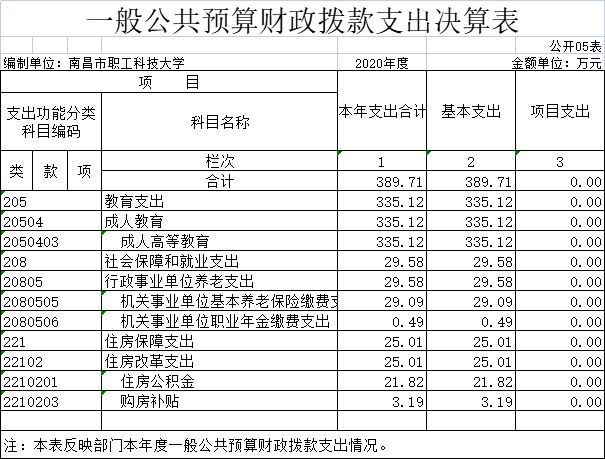 一般公共预算财政拨款支出决算表
公开05表
编制单位：南昌市职工科技大学 2020年度 金额单位：万元
项 目 本年支出合计 基本支出 项目支出
支出功能分类科目编码 科目名称
类 款 项 栏次 1 2 3
合计 389.71 389.71 0.00
205 教育支出 335.12 335.12 0.00
20504 成人教育 335.12 335.12 0.00
2050403 成人高等教育 335.12 335.12 0.00
208 社会保障和就业支出 29.58 29.58 0.00
20805 行政事业单位养老支出 29.58 29.58 0.00
2080505 机关事业单位基本养老保险缴费支 29.09 29.09 0.00
2080506 机关事业单位职业年金缴费支出 0.49 0.49 0.00
221 住房保障支出 25.01 25.01 0.00
22102 住房改革支出 25.01 25.01 0.00
2210201 住房公积金 21.82 21.82 0.00
2210203 购房补贴 3.19 3.19 0.00
注：本表反映部门本年度一般公共预算财政拨款支出情况。